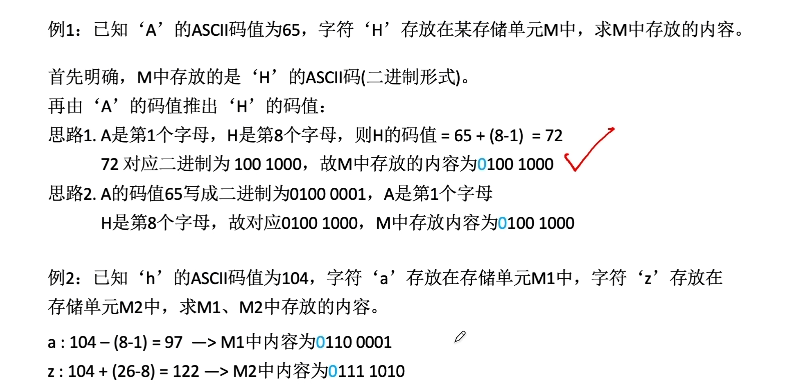 例1：已知‘A’的ASCII码值为65，字符‘H’存放在某存储单元M中，求M中存放的内容。
首先明确，M中存放的是‘H’的ASCII码(二进制形式)。
再由‘A’的码值推出‘H’的码值：
思路1. A是第1个字母，H是第8个字母，则H的码值 = 65 + (8-1) = 72
72 对应二进制为 100 1000，故M中存放的内容为0100 1000
思路2. A的码值65写成二进制为0100 0001，A是第1个字母
H是第8个字母，故对应0100 1000，M中存放内容为0100 1000
例2：已知‘h’的ASCII码值为104，字符‘a’存放在存储单元M1中，字符‘z’存放在
存储单元M2中，求M1、M2中存放的内容。
a : 104 – (8-1) = 97 —> M1中内容为0110 0001
z : 104 + (26-8) = 122 —> M2中内容为0111 1010